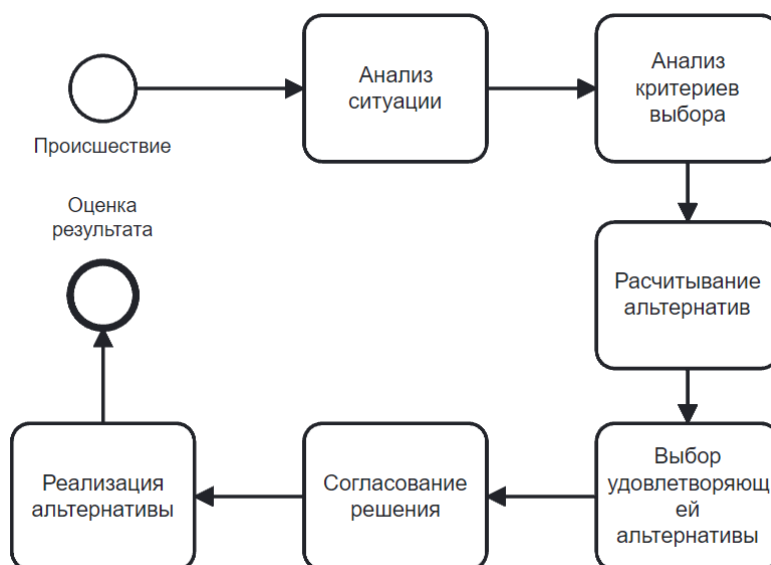 Происшествие
Анализ
ситуации
Анализ
критериев
выбора
Расчитывание
альтернатив
Выбор
удовлетворяющ
ей
альтернативы
Согласование
решения
Реализация
альтернативы
Оценка
результата